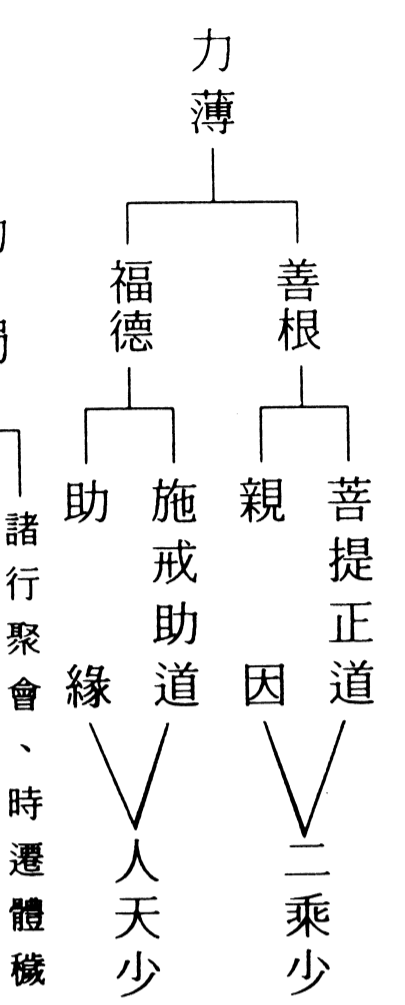 力薄
善根
福德
菩提正道
親因
施戒助道
助緣
二乘少
人天少
諸行聚會、時遷體穢